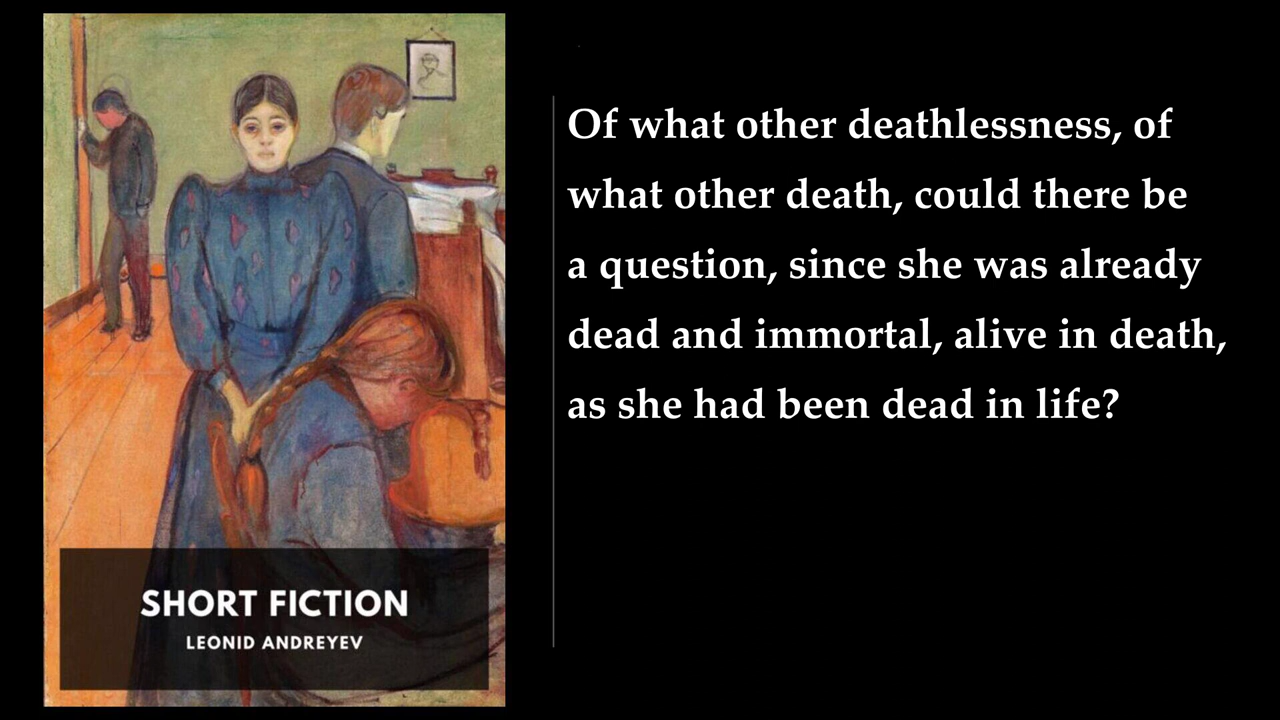 Of what other deathlessness, of
what other death, could there be
a question, since she was already
dead and immortal, alive in death,
as she had been dead in life?
SHORT FICTION
LEONID ANDREYEV